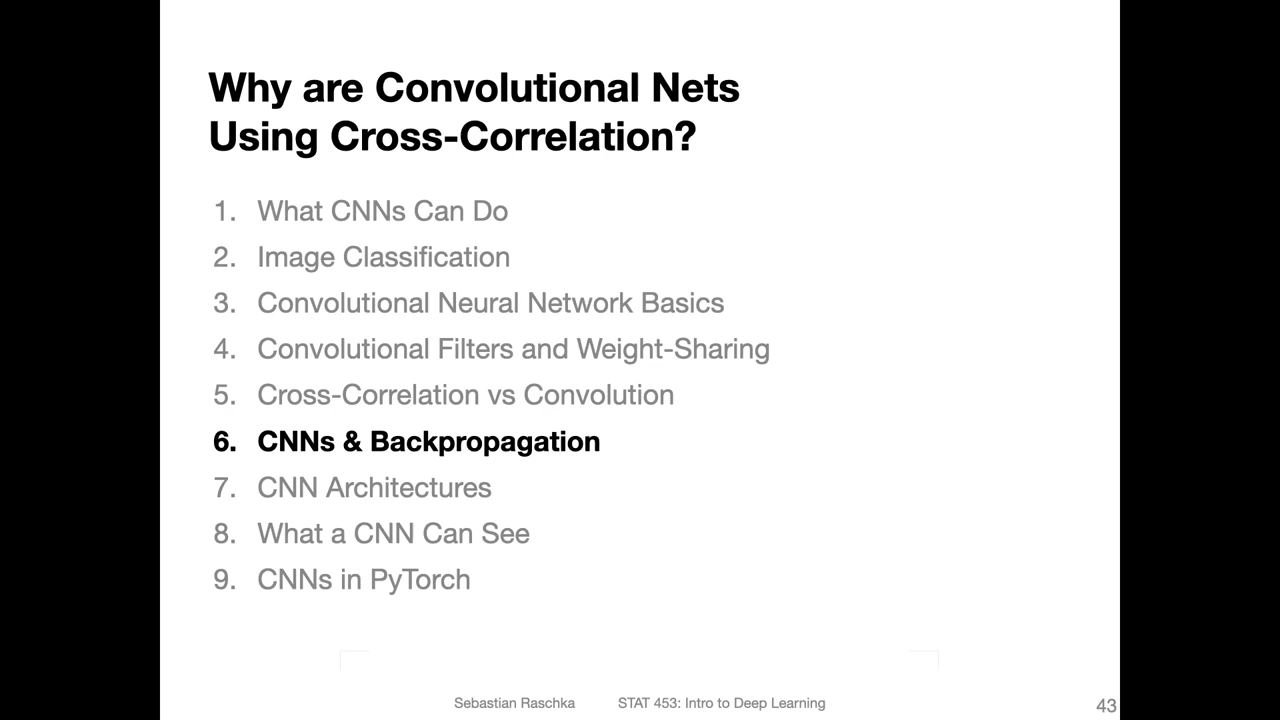 Why are Convolutional Nets
Using Cross-Correlation?
1. What CNNs Can Do
2. Image Classification
3. Convolutional Neural Network Basics
4. Convolutional Filters and Weight-Sharing
5. Cross-Correlation vs Convolution
6. CNNs & Backpropagation
7. CNN Architectures
8. What a CNN Can See
9. CNNs in PyTorch
Sebastian Raschka STAT 453: Intro to Deep Learning 43